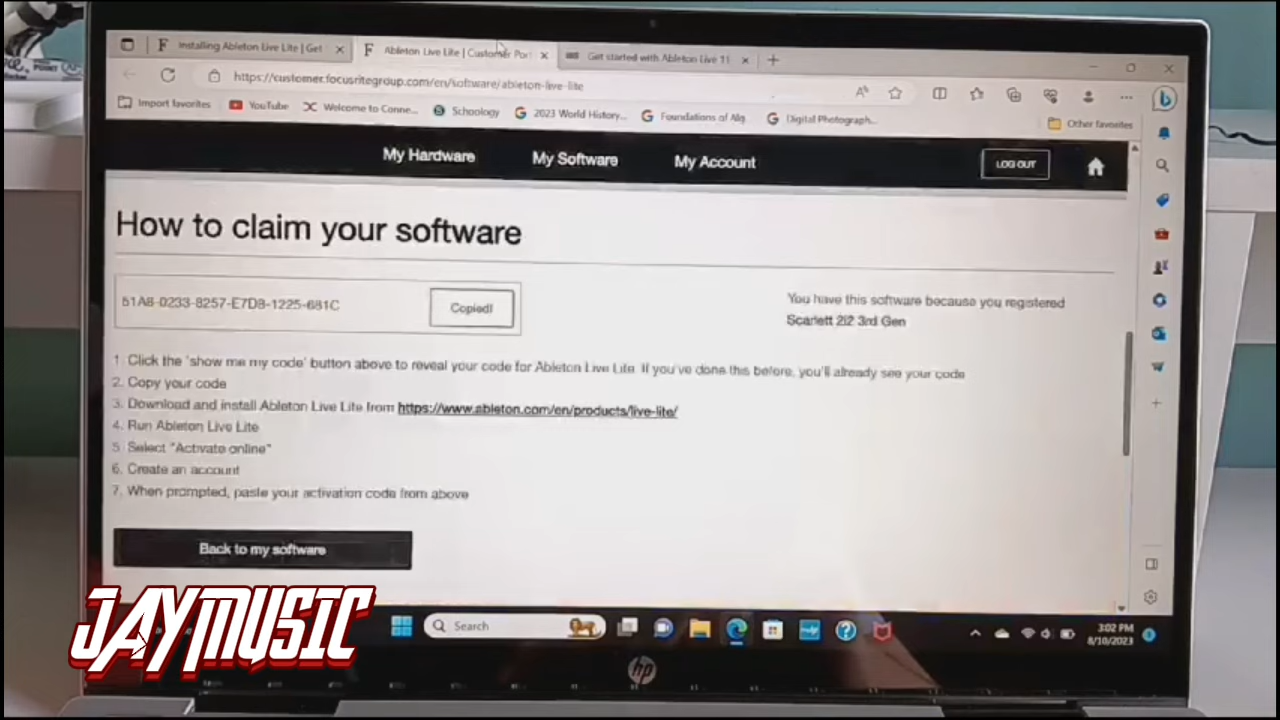 POINT
Installing Ableton Live Lite | Get
Ableton Live Lite | Customer Por
Get started with Ableton Live 11
https://customer.focusritegroup.com/en/software/ableton-live-lite
Import favorites
YouTube
Welcome to Conne...
Schoology
2023 World History...
Foundations of Alg
Digital Photograph...
Other favorites
My Hardware
My Software
My Account
LOG OUT
How to claim your software
51A8-0233-8257-E7DB-1225-681C
Copied!
You have this software because you registered
Scarlett 2i2 3rd Gen
1. Click the 'show me my code' button above to reveal your code for Ableton Live Lite. If you've done this before, you'll already see your code
2. Copy your code
3. Download and install Ableton Live Lite from https://www.ableton.com/en/products/live-lite/
4. Run Ableton Live Lite
5. Select "Activate online"
6. Create an account
7. When prompted, paste your activation code from above
Back to my software
JAYMUSIC
Search
3:02 PM
8/10/2023
hp